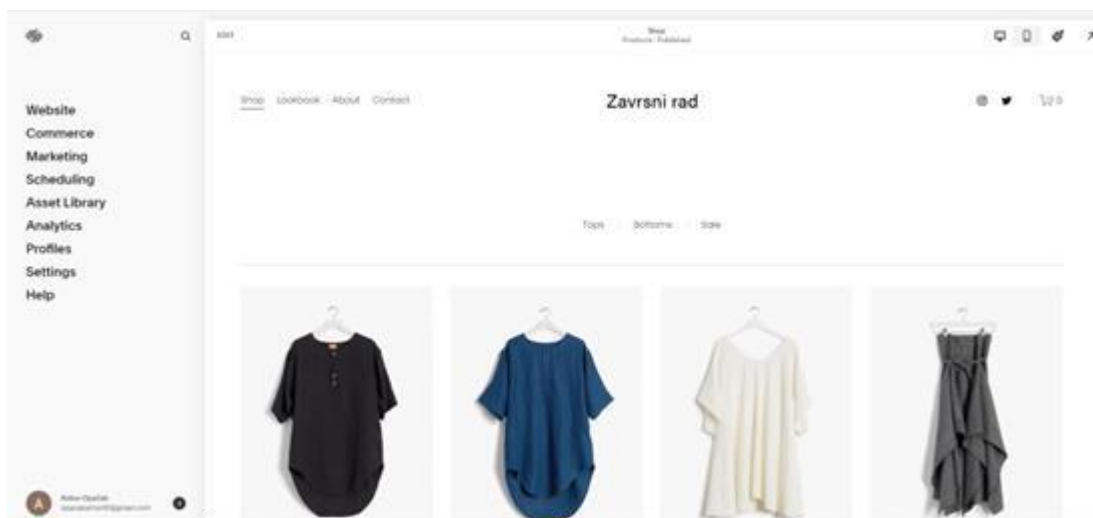 Edit
Shop
Products · Published
Shop Lookbook About Contact
Zavrsni rad
0
Website
Commerce
Marketing
Scheduling
Asset Library
Analytics
Profiles
Settings
Help
Tops Bottoms Sale
A